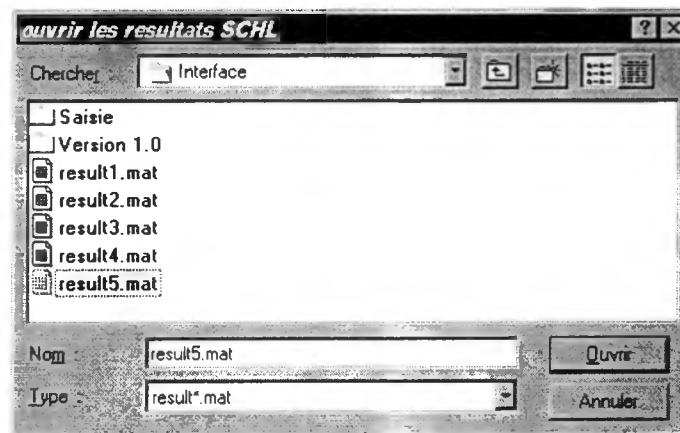 ouvrir les resultats SCHL
Chercher : Interface
Saisie
Version 1.0
result1.mat
result2.mat
result3.mat
result4.mat
result5.mat
Nom : result5.mat Ouvrir
Type : result*.mat Annuler